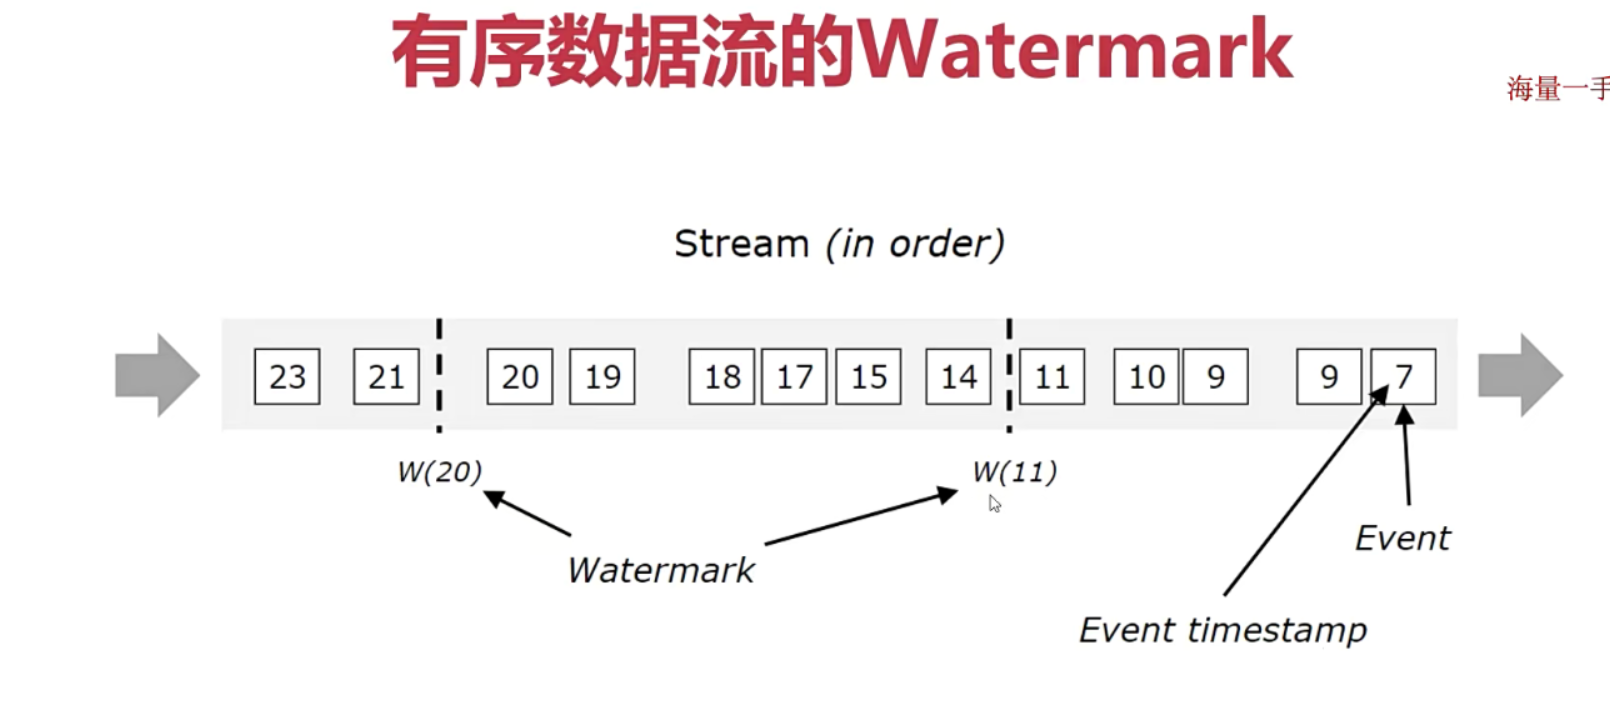 有序数据流的Watermark
海量一手
Stream (in order)
23 21 20 19 18 17 15 14 11 10 9 9 7
W(20) W(11)
Event
Watermark
Event timestamp